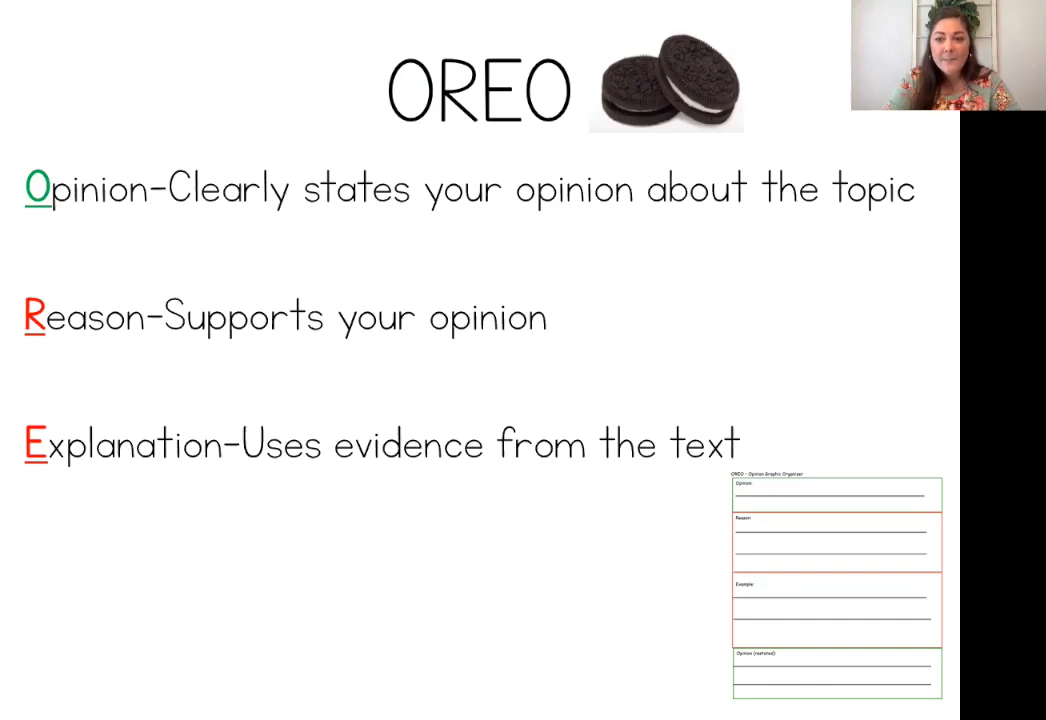 OREO
Opinion-Clearly states your opinion about the topic
Reason-Supports your opinion
Explanation-Uses evidence from the text
OREO - Opinion Graphic Organizer
Opinion:
Reason:
Example:
Opinion (restated):